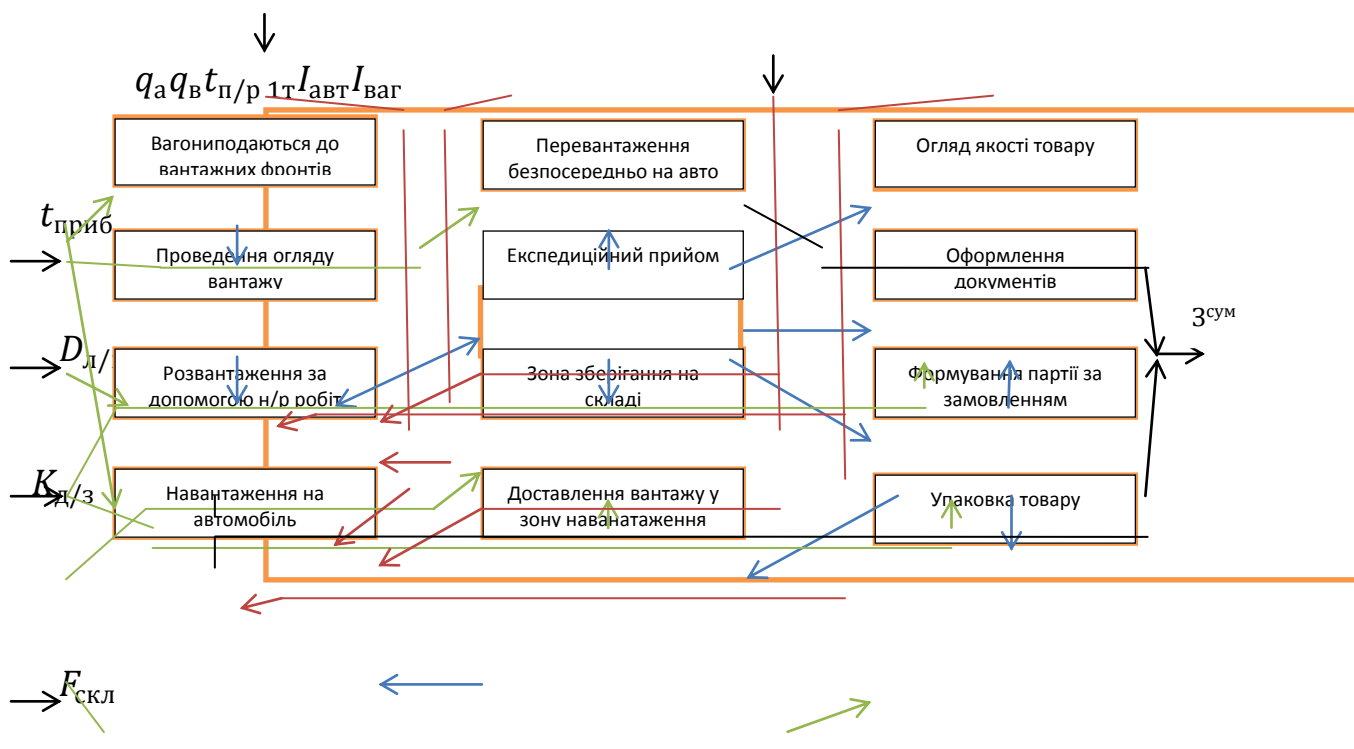 qаqвtп/р 1тIавтIваг
Вагониподаються до
вантажних фронтів
Перевантаження
безпосередньо на авто
Огляд якості товару
tприб
Проведення огляду
вантажу
Експедиційний прийом
Оформлення
документів
Зсум
Dл/
Розвантаження за
допомогою н/р робіт
Зона зберігання на
складі
Формування партії за
замовленням
Kд/з
Навантаження на
автомобіль
Доставлення вантажу у
зону наванатаження
Упаковка товару
Fскл